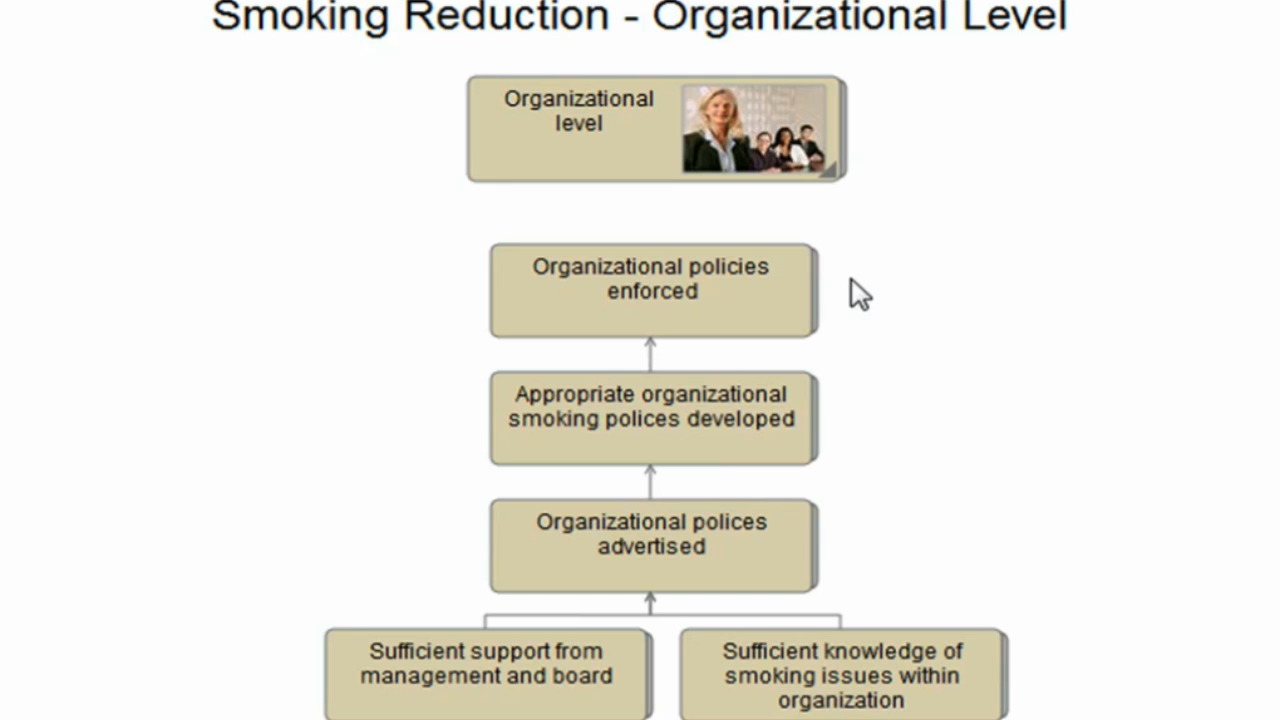 Smoking Reduction - Organizational Level
Organizational
level
Organizational policies
enforced
Appropriate organizational
smoking polices developed
Organizational polices
advertised
Sufficient support from
management and board
Sufficient knowledge of
smoking issues within
organization